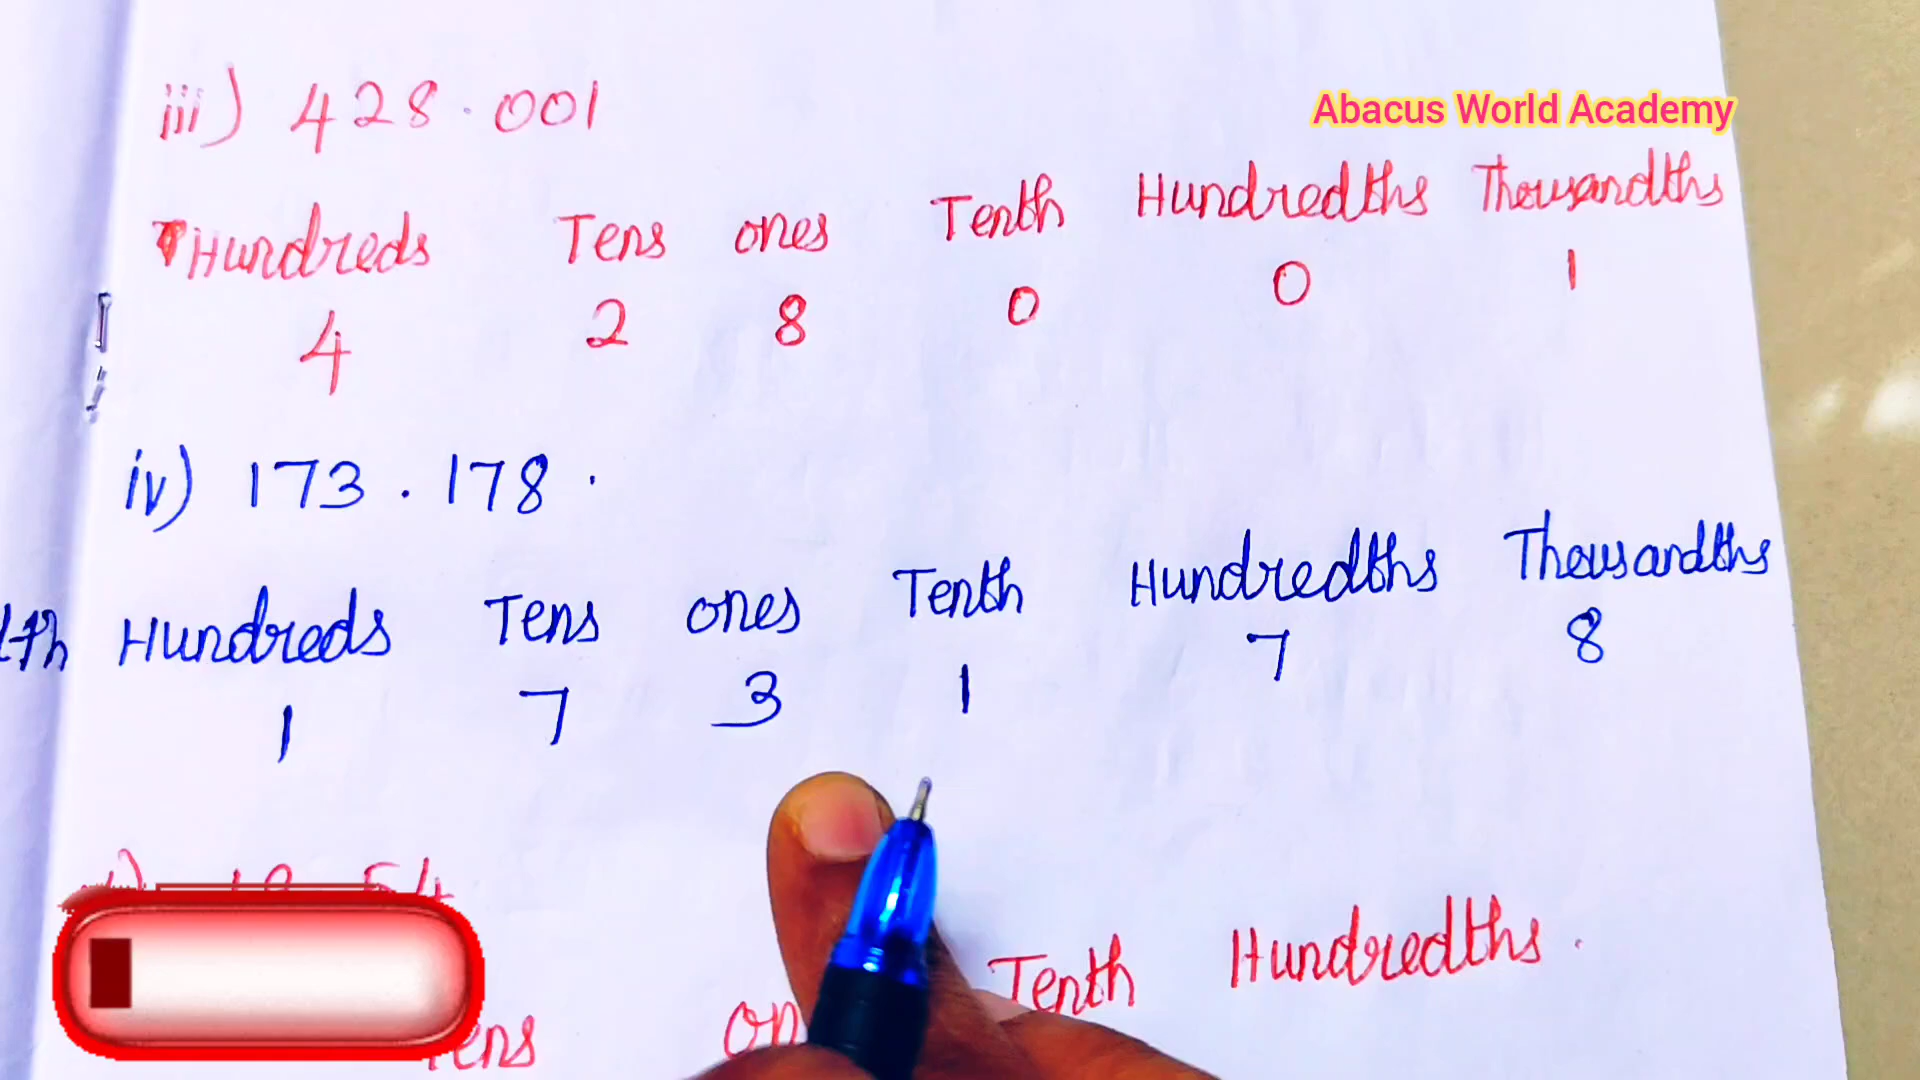 Abacus World Academy
iii) 428.001
Hundreds Tens ones Tenth Hundredths Thousandths
4 2 8 0 0 1
iv) 173.178.
Hundreds Tens ones Tenth Hundredths Thousandths
1 7 3 1 7 8
Tenth Hundredths.
Tens